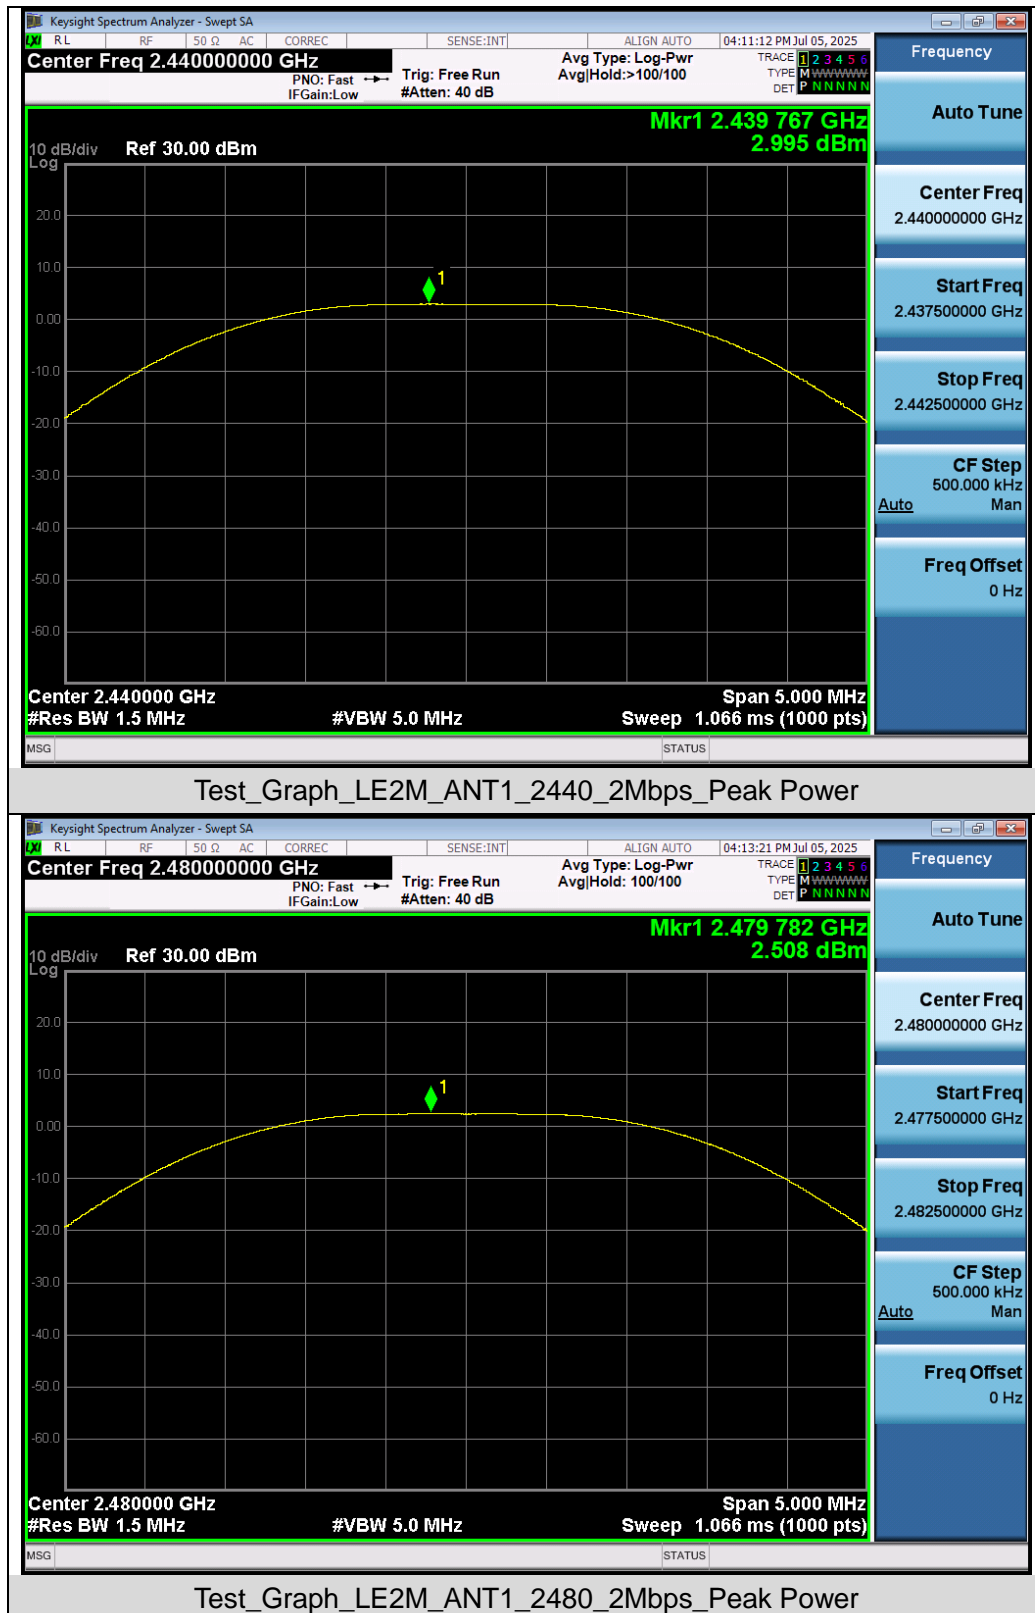 Keysight Spectrum Analyzer - Swept SA
LXI RL RF 50 Ω AC CORREC SENSE:INT ALIGN AUTO 04:11:12 PM Jul 05, 2025
Center Freq 2.440000000 GHz
PNO: Fast
IFGain:Low
Trig: Free Run
#Atten: 40 dB
Avg Type: Log-Pwr
Avg|Hold:>100/100
TRACE 1 2 3 4 5 6
TYPE M WWWWW
DET P N N N N N
Mkr1 2.439 767 GHz
2.995 dBm
10 dB/div Ref 30.00 dBm
Log
20.0
10.0
1
0.00
-10.0
-20.0
-30.0
-40.0
-50.0
-60.0
Center 2.440000 GHz Span 5.000 MHz
#Res BW 1.5 MHz #VBW 5.0 MHz Sweep 1.066 ms (1000 pts)
MSG STATUS
Frequency
Auto Tune
Center Freq
2.440000000 GHz
Start Freq
2.437500000 GHz
Stop Freq
2.442500000 GHz
CF Step
500.000 kHz
Auto Man
Freq Offset
0 Hz
Test_Graph_LE2M_ANT1_2440_2Mbps_Peak Power
Keysight Spectrum Analyzer - Swept SA
LXI RL RF 50 Ω AC CORREC SENSE:INT ALIGN AUTO 04:13:21 PM Jul 05, 2025
Center Freq 2.480000000 GHz
PNO: Fast
IFGain:Low
Trig: Free Run
#Atten: 40 dB
Avg Type: Log-Pwr
Avg|Hold: 100/100
TRACE 1 2 3 4 5 6
TYPE M WWWWW
DET P N N N N N
Mkr1 2.479 782 GHz
2.508 dBm
10 dB/div Ref 30.00 dBm
Log
20.0
10.0
1
0.00
-10.0
-20.0
-30.0
-40.0
-50.0
-60.0
Center 2.480000 GHz Span 5.000 MHz
#Res BW 1.5 MHz #VBW 5.0 MHz Sweep 1.066 ms (1000 pts)
MSG STATUS
Frequency
Auto Tune
Center Freq
2.480000000 GHz
Start Freq
2.477500000 GHz
Stop Freq
2.482500000 GHz
CF Step
500.000 kHz
Auto Man
Freq Offset
0 Hz
Test_Graph_LE2M_ANT1_2480_2Mbps_Peak Power